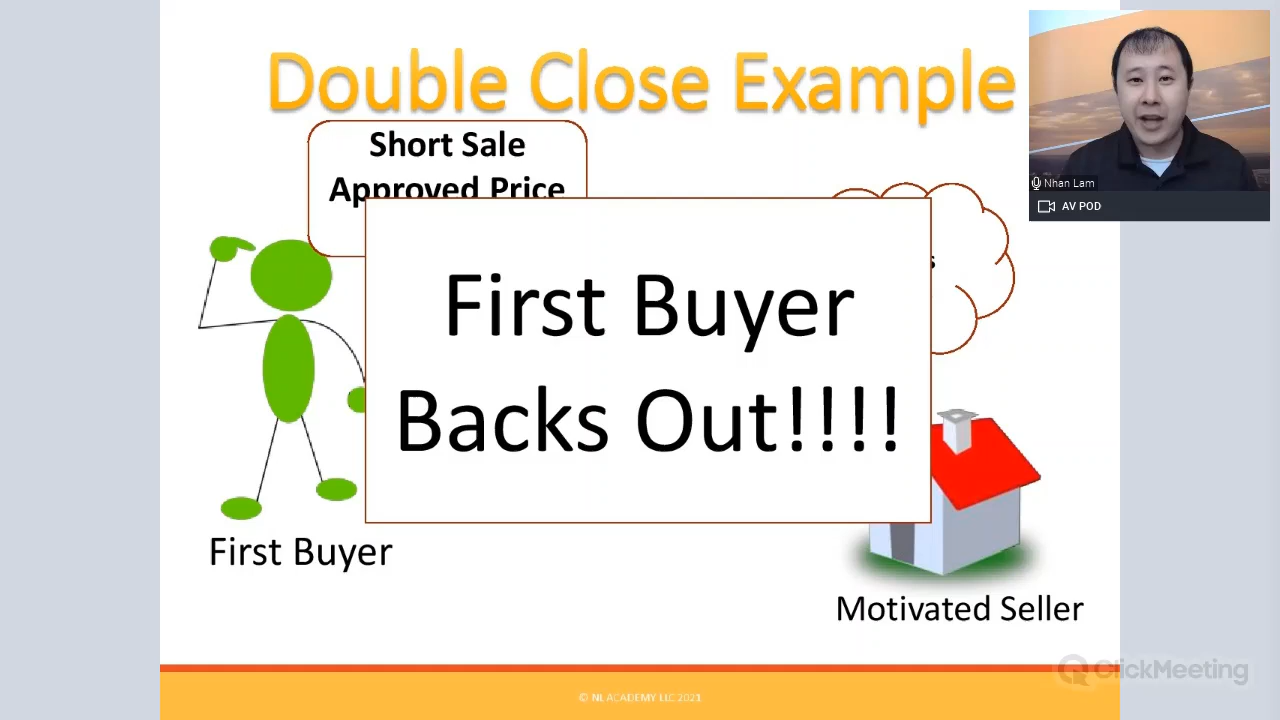 Double Close Example
Short Sale
Approved Price
First Buyer
Backs Out!!!!
First Buyer
Motivated Seller
Nhan Lam
AV POD
ClickMeeting
© NL ACADEMY LLC 2021